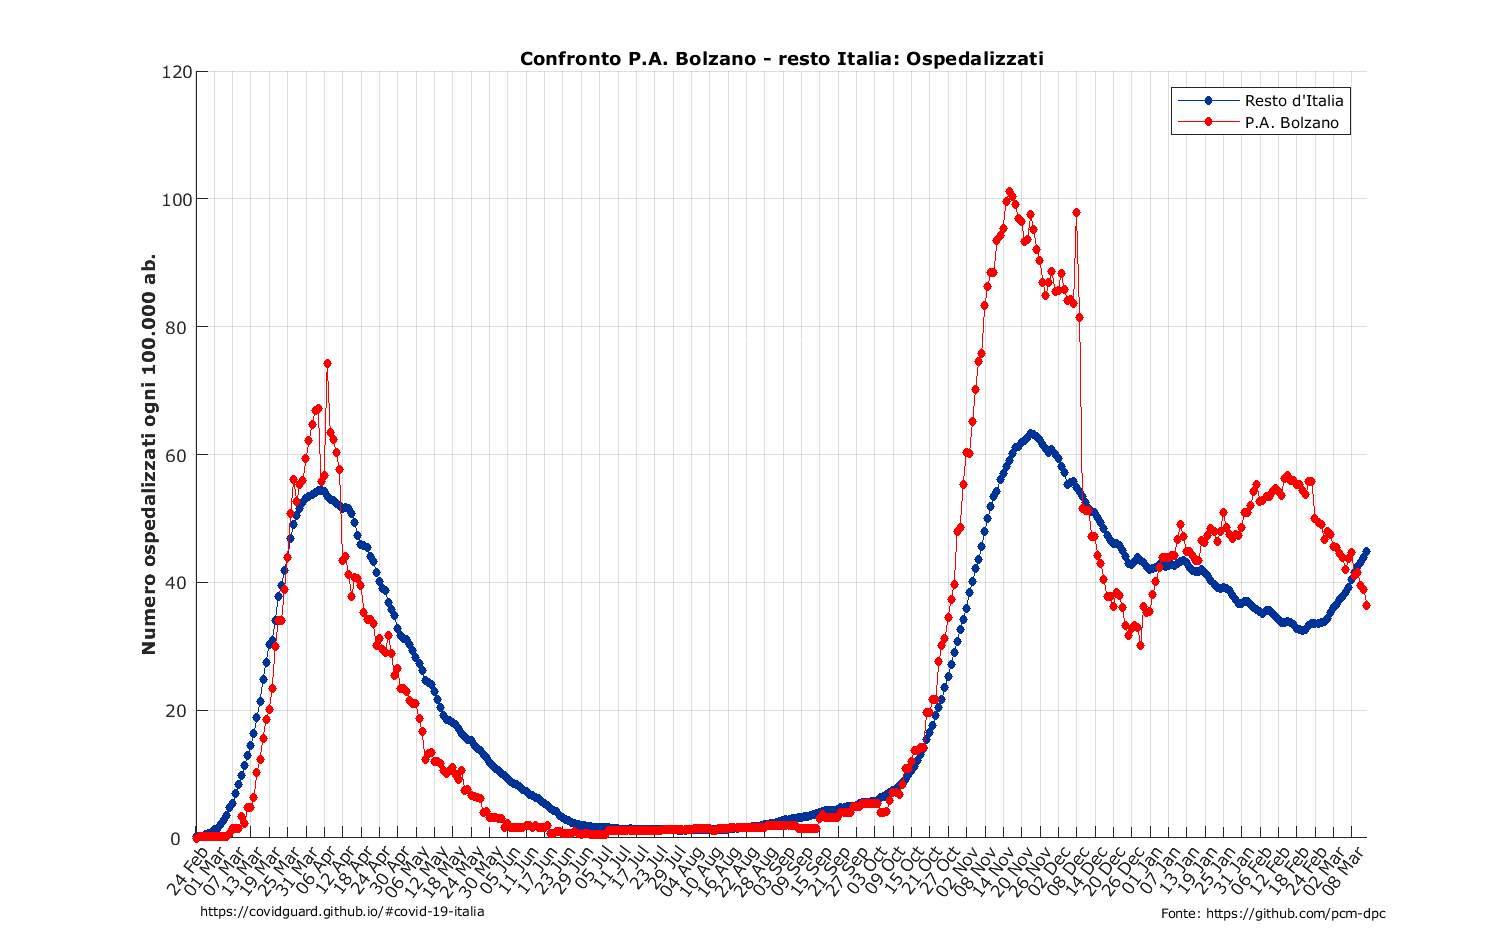 Confronto P.A. Bolzano - resto Italia: Ospedalizzati
Numero ospedalizzati ogni 100.000 ab.
120
100
80
60
40
20
0
Resto d'Italia
P.A. Bolzano
24 Feb
01 Mar
07 Mar
13 Mar
19 Mar
25 Mar
31 Mar
06 Apr
12 Apr
18 Apr
24 Apr
30 Apr
06 May
12 May
18 May
24 May
30 May
05 Jun
11 Jun
17 Jun
23 Jun
29 Jun
05 Jul
11 Jul
17 Jul
23 Jul
29 Jul
04 Aug
10 Aug
16 Aug
22 Aug
28 Aug
03 Sep
09 Sep
15 Sep
21 Sep
27 Sep
03 Oct
09 Oct
15 Oct
21 Oct
27 Oct
02 Nov
08 Nov
14 Nov
20 Nov
26 Nov
02 Dec
08 Dec
14 Dec
20 Dec
26 Dec
01 Jan
07 Jan
13 Jan
19 Jan
25 Jan
31 Jan
06 Feb
12 Feb
18 Feb
24 Feb
02 Mar
08 Mar
https://covidguard.github.io/#covid-19-italia
Fonte: https://github.com/pcm-dpc